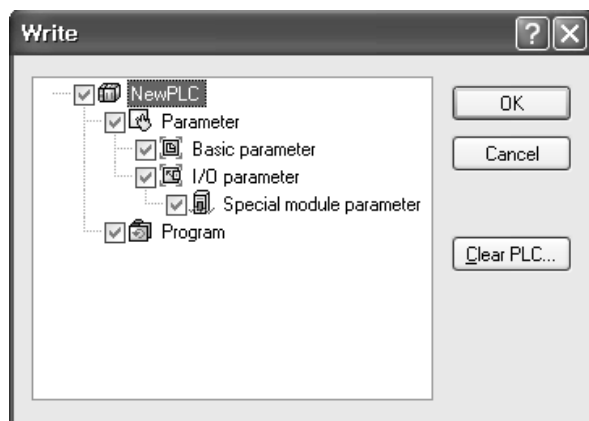 Write
NewPLC
OK
Parameter
Basic parameter
Cancel
I/O parameter
Special module parameter
Program
Clear PLC...